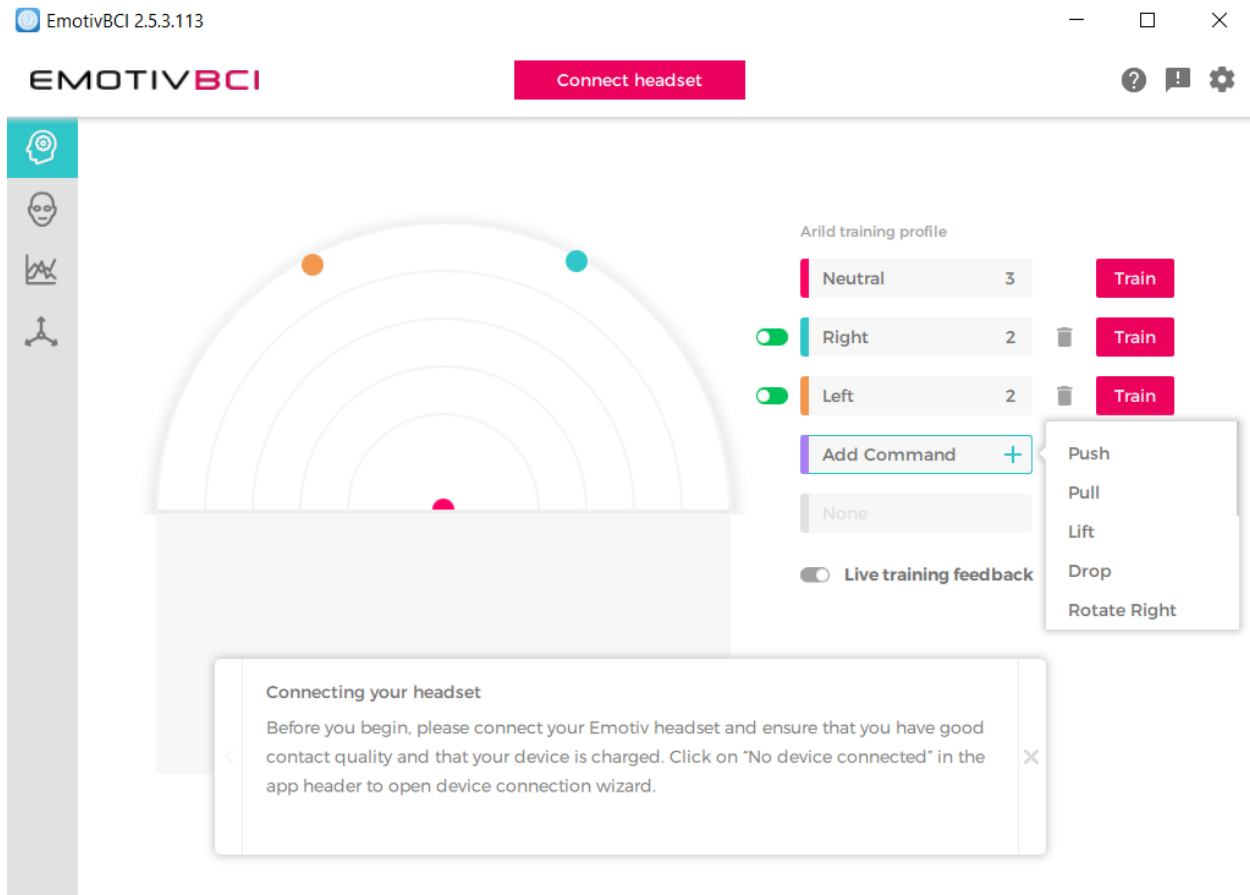 EmotivBCI 2.5.3.113
EMOTIVBCI
Connect headset
Arild training profile
Neutral 3 Train
Right 2 Train
Left 2 Train
Add Command +
None
Live training feedback
Push
Pull
Lift
Drop
Rotate Right
Connecting your headset
Before you begin, please connect your Emotiv headset and ensure that you have good
contact quality and that your device is charged. Click on “No device connected” in the
app header to open device connection wizard.